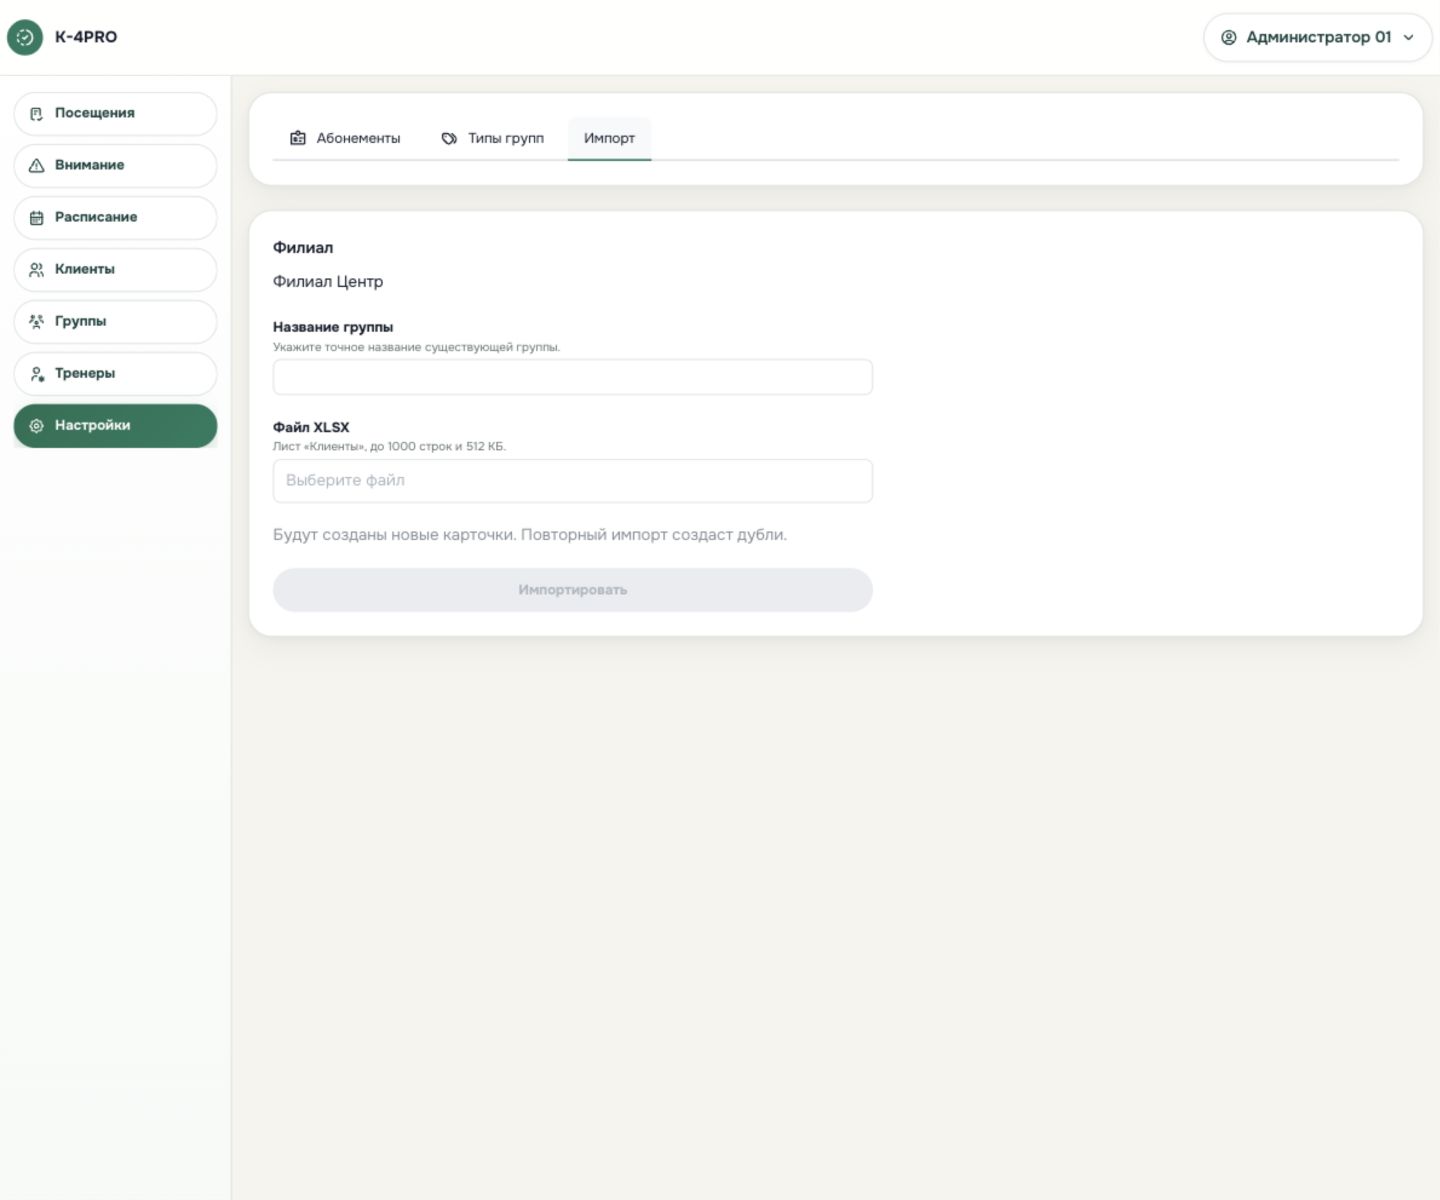 K-4PRO
Администратор 01
Посещения
Внимание
Расписание
Клиенты
Группы
Тренеры
Настройки
Абонементы
Типы групп
Импорт
Филиал
Филиал Центр
Название группы
Укажите точное название существующей группы.
Файл XLSX
Лист «Клиенты», до 1000 строк и 512 КБ.
Выберите файл
Будут созданы новые карточки. Повторный импорт создаст дубли.
Импортировать